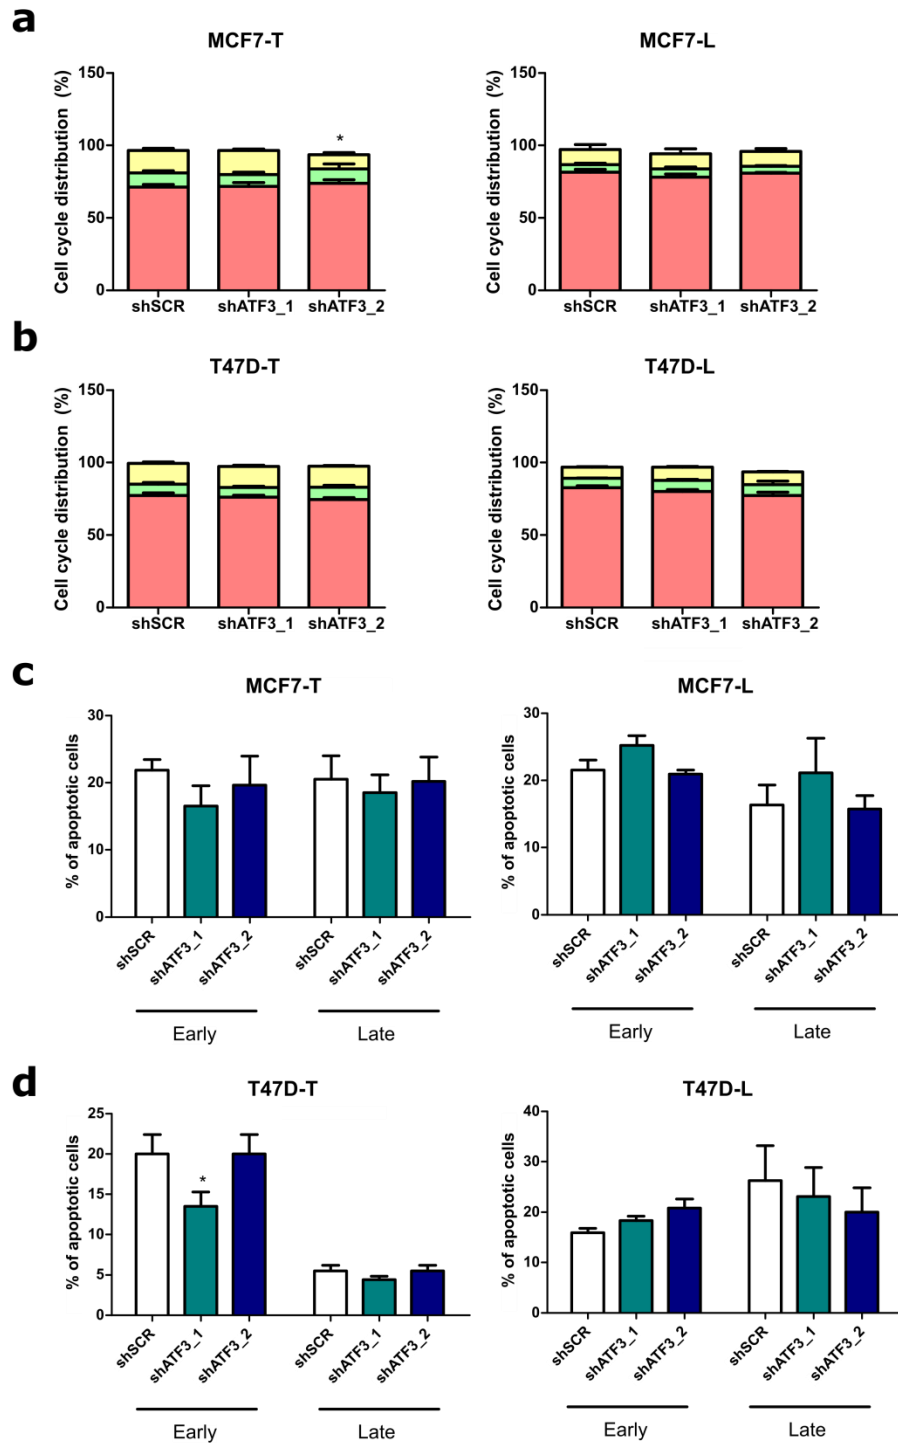 a
MCF7-T
MCF7-L
Cell cycle distribution (%)
150
100
50
0
*
shSCR
shATF3_1
shATF3_2
Cell cycle distribution (%)
150
100
50
0
shSCR
shATF3_1
shATF3_2
b
T47D-T
T47D-L
Cell cycle distribution (%)
150
100
50
0
shSCR
shATF3_1
shATF3_2
Cell cycle distribution (%)
150
100
50
0
shSCR
shATF3_1
shATF3_2
c
MCF7-T
MCF7-L
% of apoptotic cells
30
20
10
0
shSCR
shATF3_1
shATF3_2
shSCR
shATF3_1
shATF3_2
Early
Late
% of apoptotic cells
30
20
10
0
shSCR
shATF3_1
shATF3_2
shSCR
shATF3_1
shATF3_2
Early
Late
d
T47D-T
T47D-L
% of apoptotic cells
25
20
15
10
5
0
*
shSCR
shATF3_1
shATF3_2
shSCR
shATF3_1
shATF3_2
Early
Late
% of apoptotic cells
40
30
20
10
0
shSCR
shATF3_1
shATF3_2
shSCR
shATF3_1
shATF3_2
Early
Late